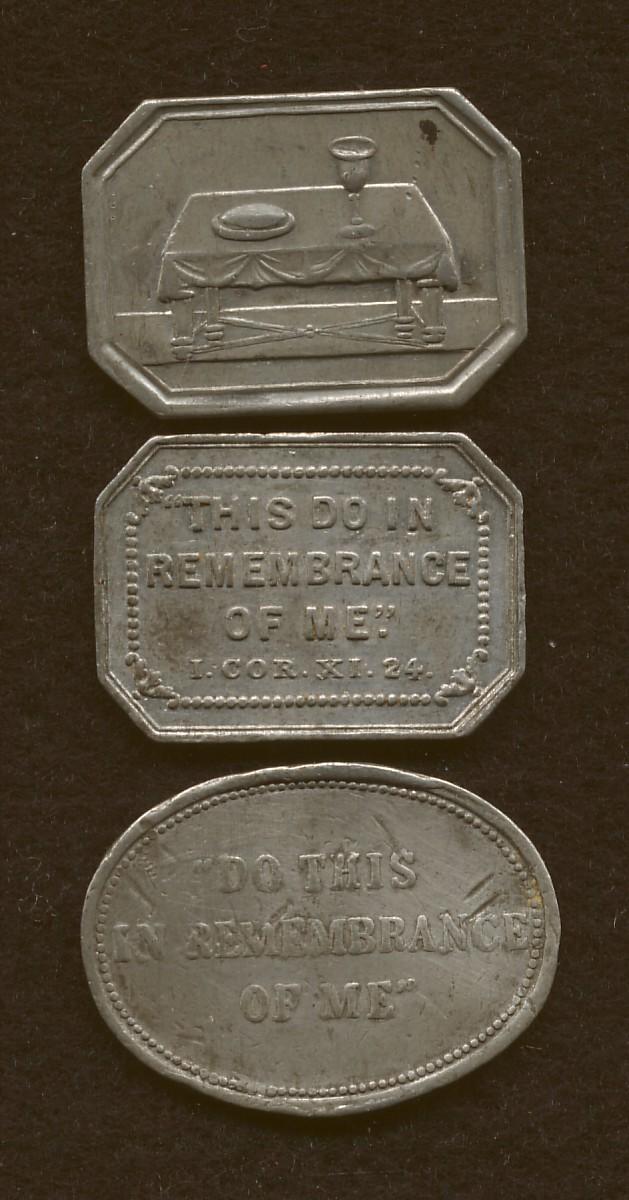 "THIS DO IN
REMEMBRANCE
OF ME."
I. COR. XI. 24.
"DO THIS
IN REMEMBRANCE
OF ME"